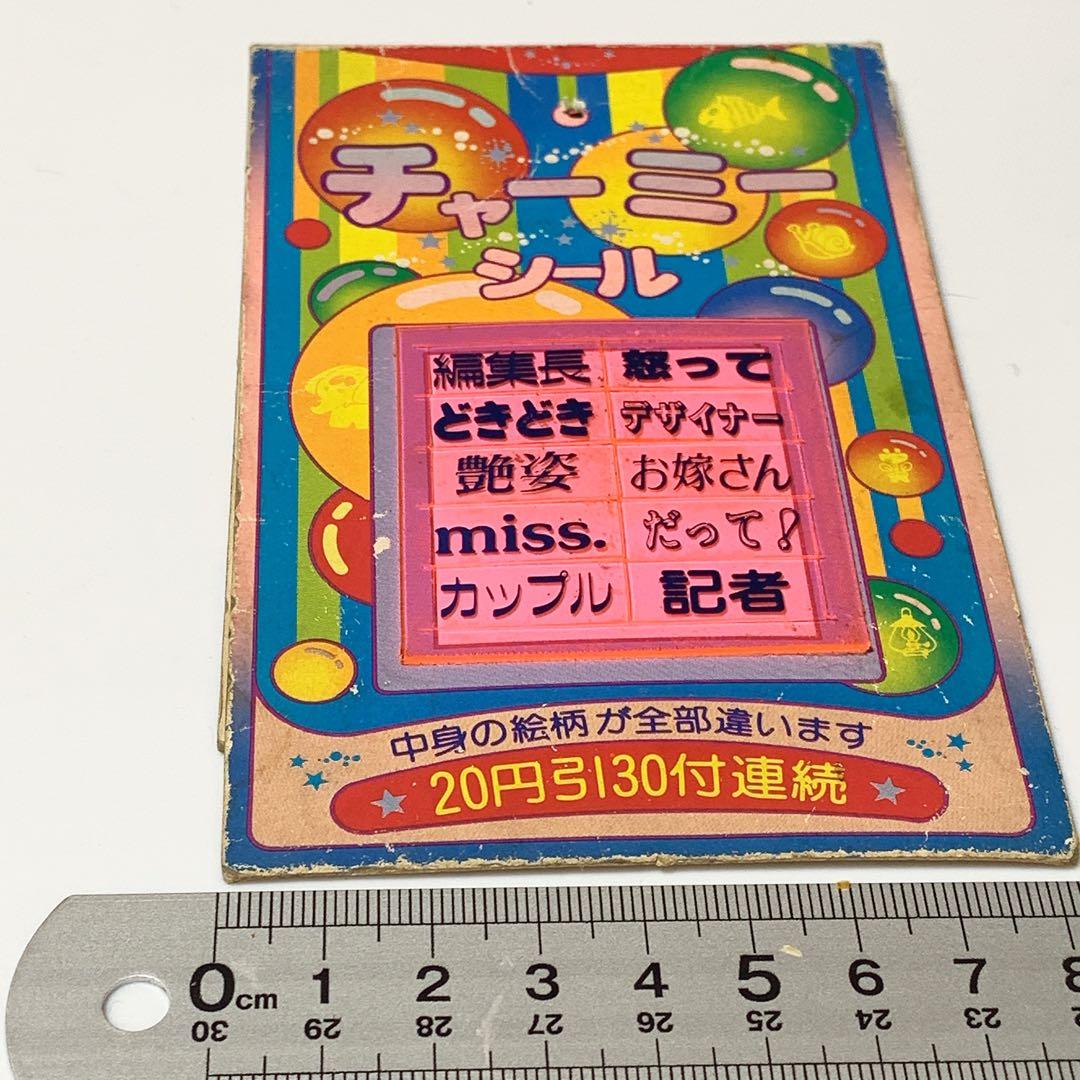 チャーミー
シール
編集長 怒って
どきどき デザイナー
艶姿 お嫁さん
miss. だって!
カップル 記者
中身の絵柄が全部違います
20円引30付連続
0cm 1 2 3 4 5 6 7 8
30 29 28 27 26 25 24 23